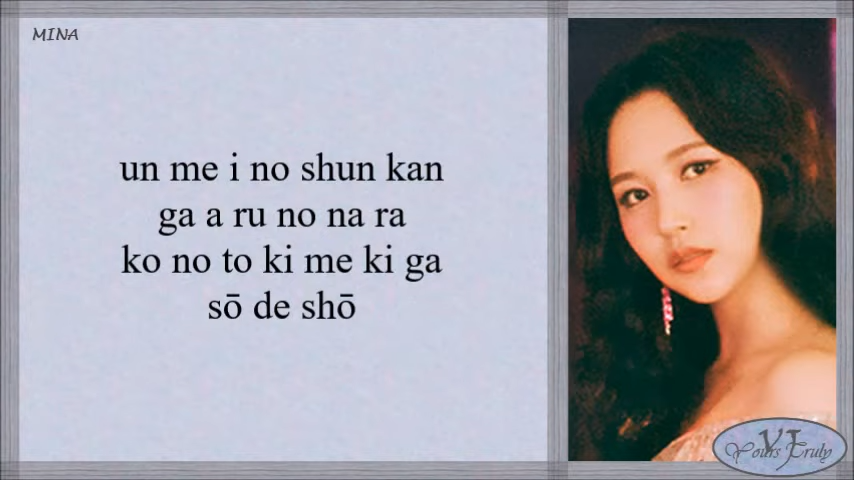 MINA
un me i no shun kan
ga a ru no na ra
ko no to ki me ki ga
sō de shō
YJ
Yours Truly